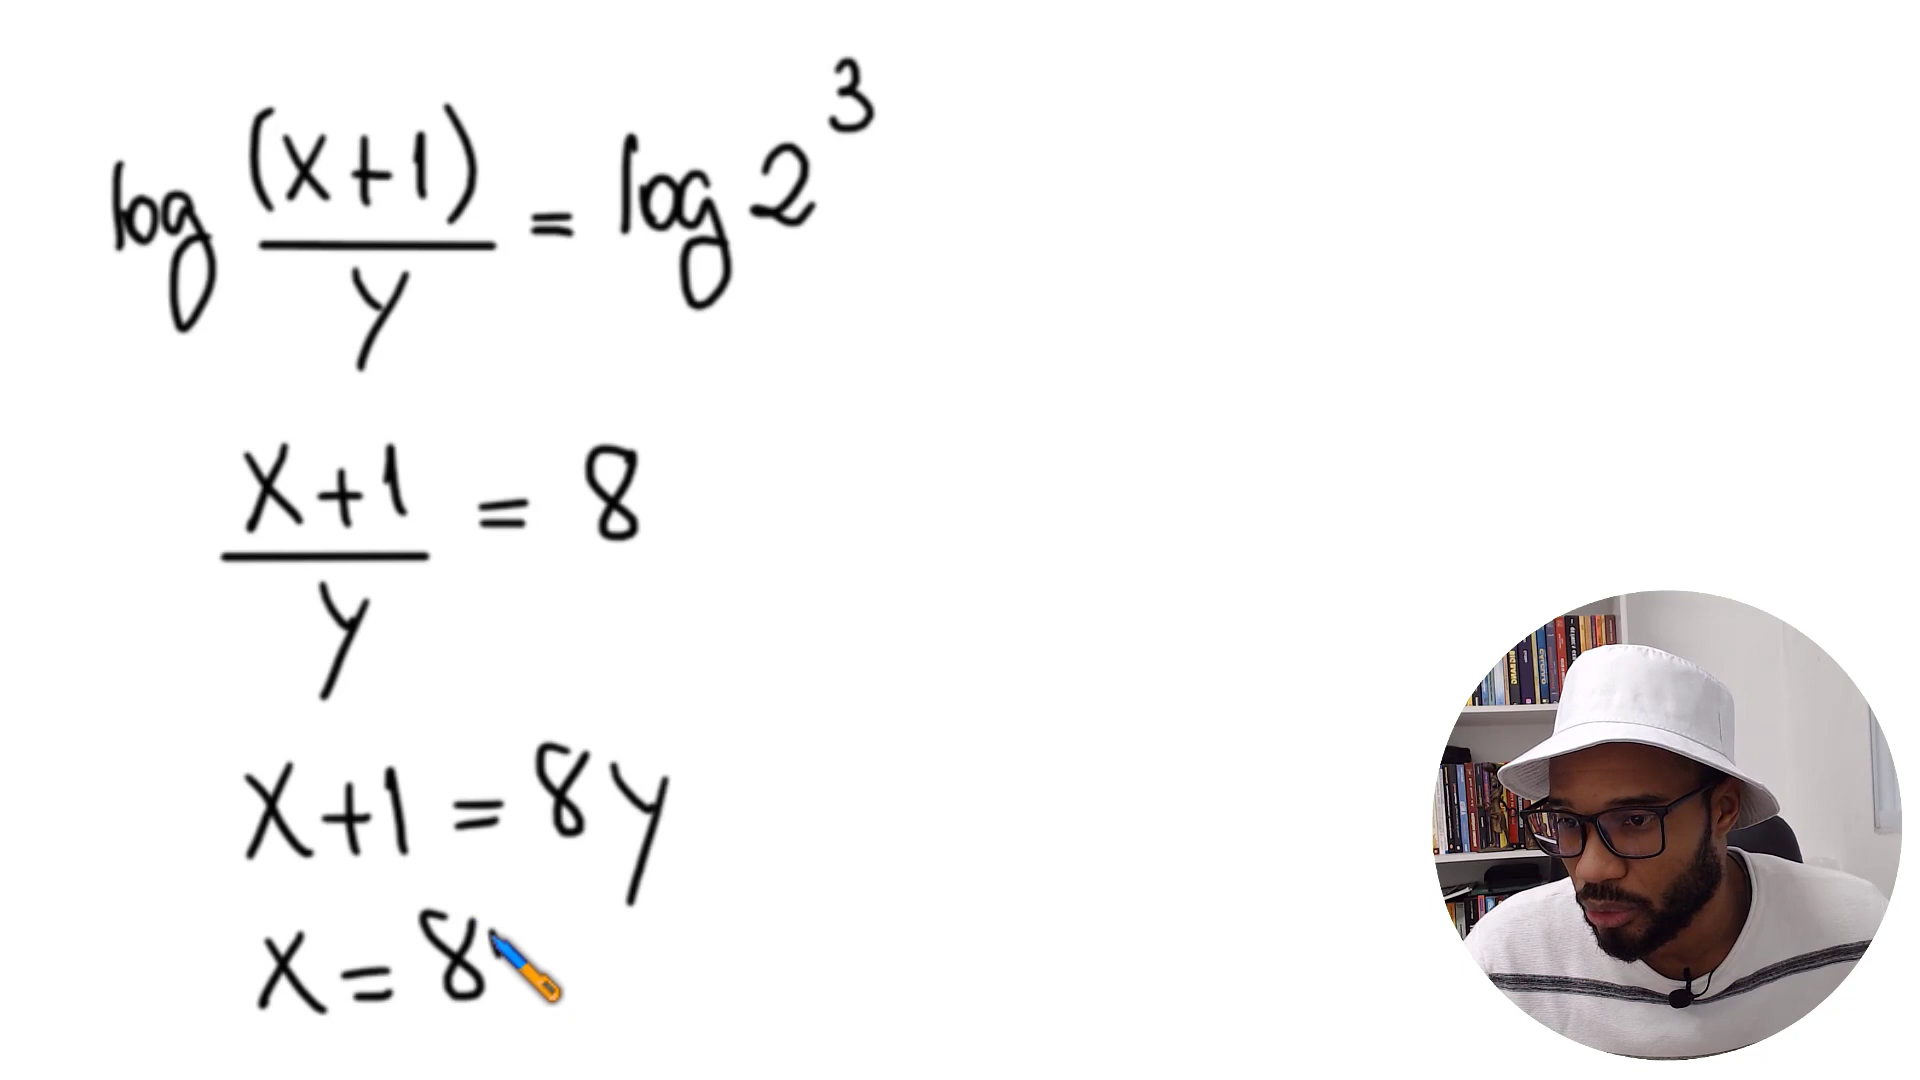 log (x+1)/y = log 2³
x+1/y = 8
x+1 = 8y
x = 8